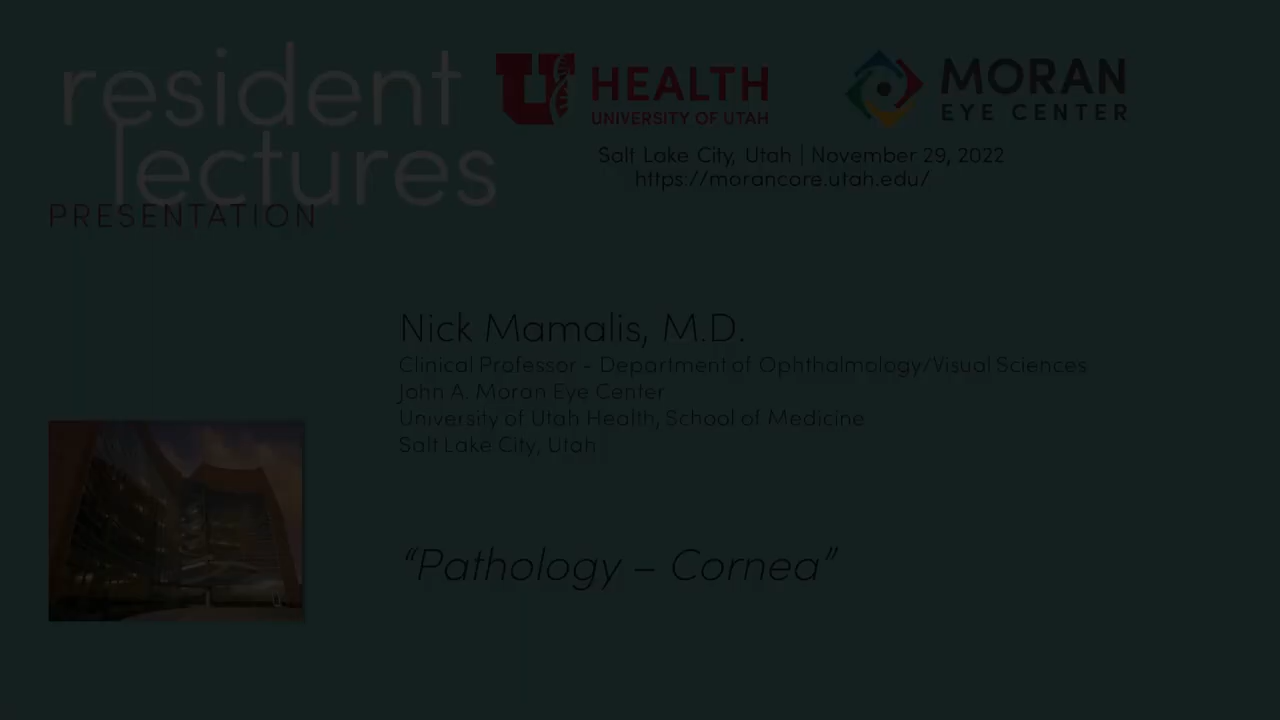 resident
lectures
PRESENTATION
U HEALTH
UNIVERSITY OF UTAH
MORAN
EYE CENTER
Salt Lake City, Utah | November 29, 2022
https://morancore.utah.edu/
Nick Mamalis, M.D.
Clinical Professor - Department of Ophthalmology/Visual Sciences
John A. Moran Eye Center
University of Utah Health, School of Medicine
Salt Lake City, Utah
“Pathology – Cornea”